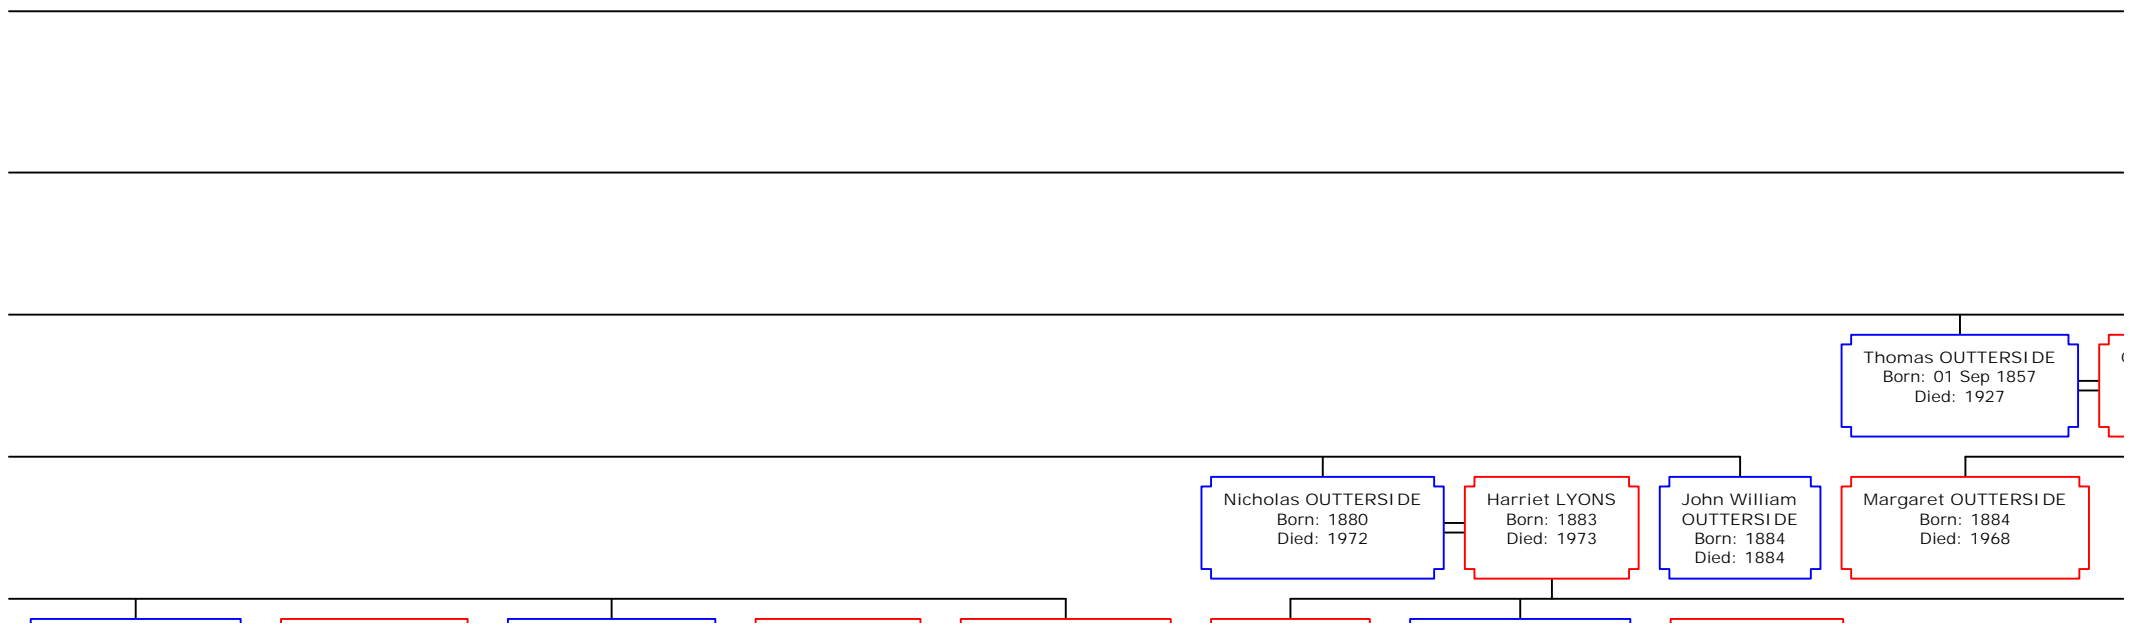 Thomas OUTTERSIDE
Born: 01 Sep 1857
Died: 1927
Nicholas OUTTERSIDE
Born: 1880
Died: 1972
Harriet LYONS
Born: 1883
Died: 1973
John William
OUTTERSIDE
Born: 1884
Died: 1884
Margaret OUTTERSIDE
Born: 1884
Died: 1968